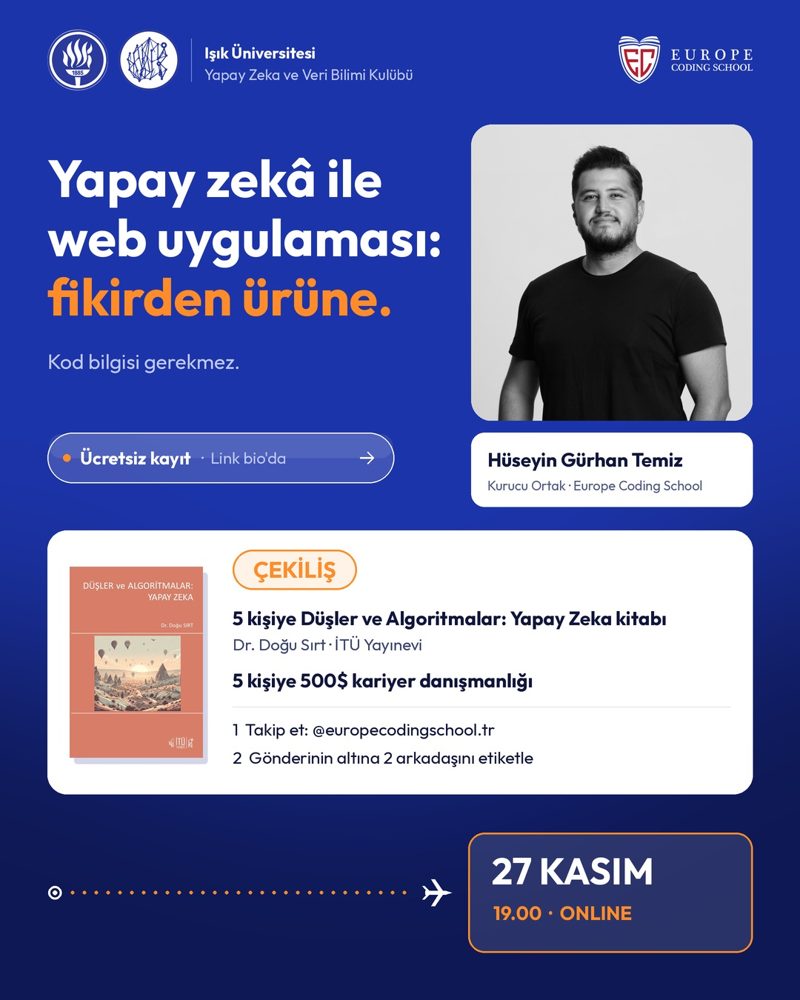 1885
Işık Üniversitesi
Yapay Zeka ve Veri Bilimi Kulübü
EC
EUROPE
CODING SCHOOL
Yapay zekâ ile
web uygulaması:
fikirden ürüne.
Kod bilgisi gerekmez.
Ücretsiz kayıt · Link bio'da →
Hüseyin Gürhan Temiz
Kurucu Ortak · Europe Coding School
DÜŞLER ve ALGORİTMALAR:
YAPAY ZEKA
Dr. Doğu SIRT
İTÜ
ÇEKİLİŞ
5 kişiye Düşler ve Algoritmalar: Yapay Zeka kitabı
Dr. Doğu Sırt · İTÜ Yayınevi
5 kişiye 500$ kariyer danışmanlığı
1 Takip et: @europecodingschool.tr
2 Gönderinin altına 2 arkadaşını etiketle
27 KASIM
19.00 · ONLINE